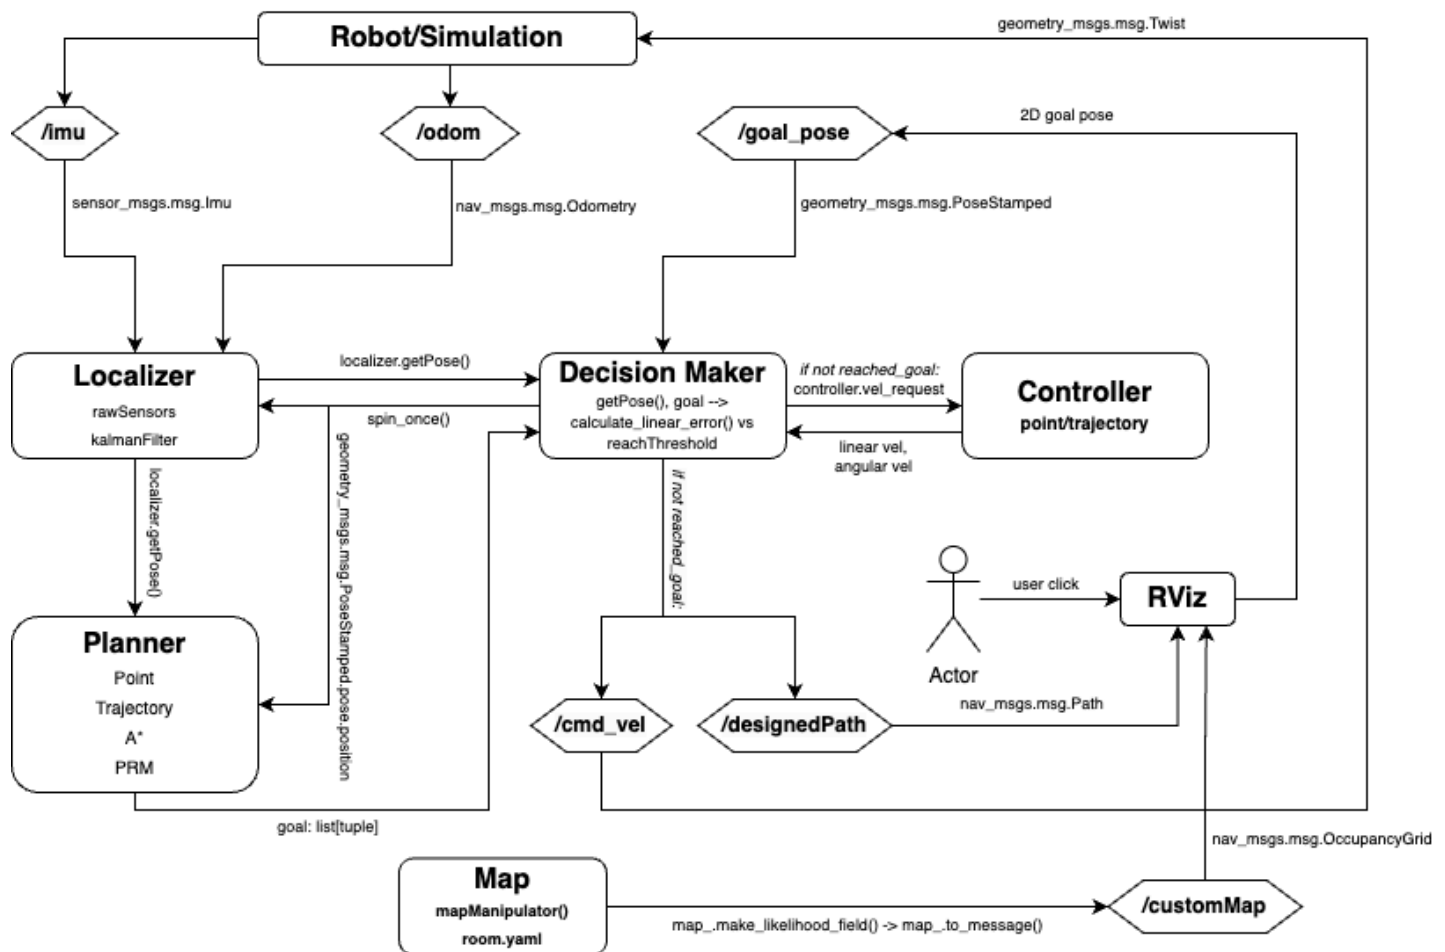 Robot/Simulation
geometry_msgs.msg.Twist
/imu
/odom
/goal_pose
2D goal pose
sensor_msgs.msg.Imu
nav_msgs.msg.Odometry
geometry_msgs.msg.PoseStamped
Localizer
rawSensors
kalmanFilter
localizer.getPose()
spin_once()
Decision Maker
getPose(), goal -->
calculate_linear_error() vs
reachThreshold
if not reached_goal:
controller.vel_request
linear vel,
angular vel
Controller
point/trajectory
localizer.getPose()
geometry_msgs.msg.PoseStamped.pose.position
if not reached_goal:
Planner
Point
Trajectory
A*
PRM
Actor
user click
RViz
/cmd_vel
/designedPath
nav_msgs.msg.Path
goal: list[tuple]
nav_msgs.msg.OccupancyGrid
Map
mapManipulator()
room.yaml
map_.make_likelihood_field() -> map_.to_message()
/customMap